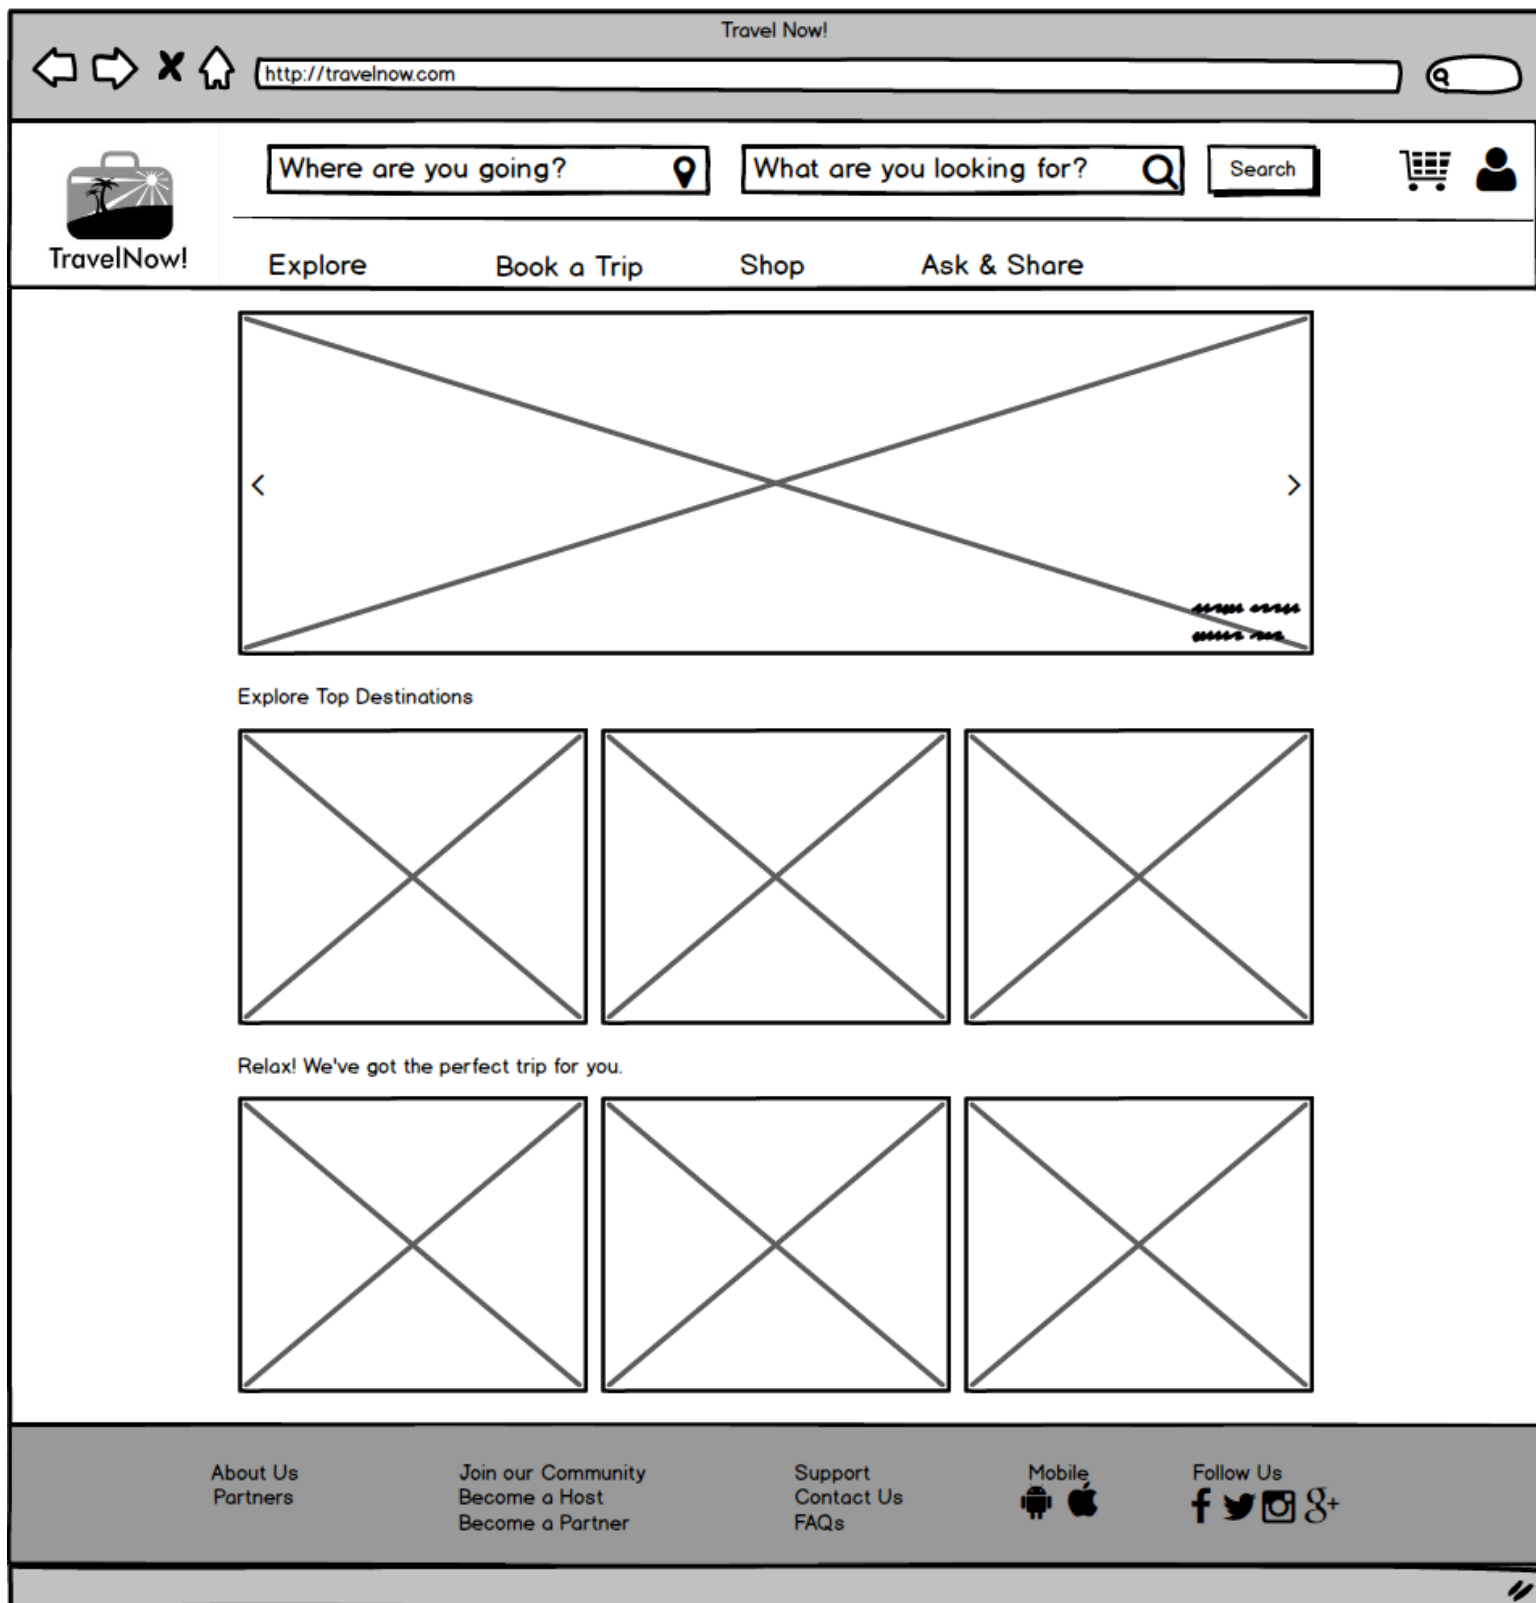 Travel Now!
http://travelnow.com
Where are you going?
What are you looking for?
Search
TravelNow!
Explore
Book a Trip
Shop
Ask & Share
Explore Top Destinations
Relax! We've got the perfect trip for you.
About Us
Partners
Join our Community
Become a Host
Become a Partner
Support
Contact Us
FAQs
Mobile
Follow Us